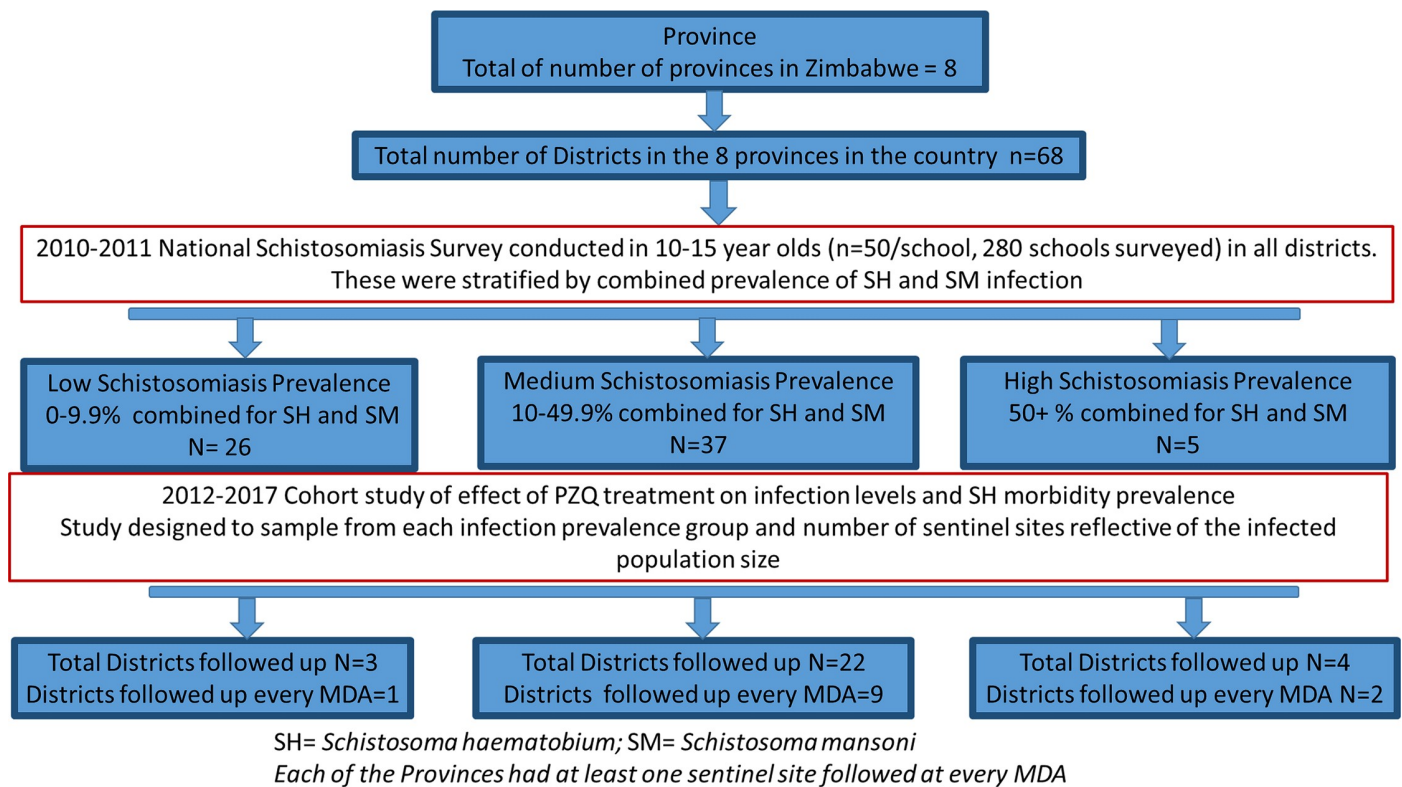 Province
Total of number of provinces in Zimbabwe = 8
Total number of Districts in the 8 provinces in the country n=68
2010-2011 National Schistosomiasis Survey conducted in 10-15 year olds (n=50/school, 280 schools surveyed) in all districts.
These were stratified by combined prevalence of SH and SM infection
Low Schistosomiasis Prevalence
0-9.9% combined for SH and SM
N= 26
Medium Schistosomiasis Prevalence
10-49.9% combined for SH and SM
N=37
High Schistosomiasis Prevalence
50+ % combined for SH and SM
N=5
2012-2017 Cohort study of effect of PZQ treatment on infection levels and SH morbidity prevalence
Study designed to sample from each infection prevalence group and number of sentinel sites reflective of the infected
population size
Total Districts followed up N=3
Districts followed up every MDA=1
Total Districts followed up N=22
Districts followed up every MDA=9
Total Districts followed up N=4
Districts followed up every MDA N=2
SH= Schistosoma haematobium; SM= Schistosoma mansoni
Each of the Provinces had at least one sentinel site followed at every MDA